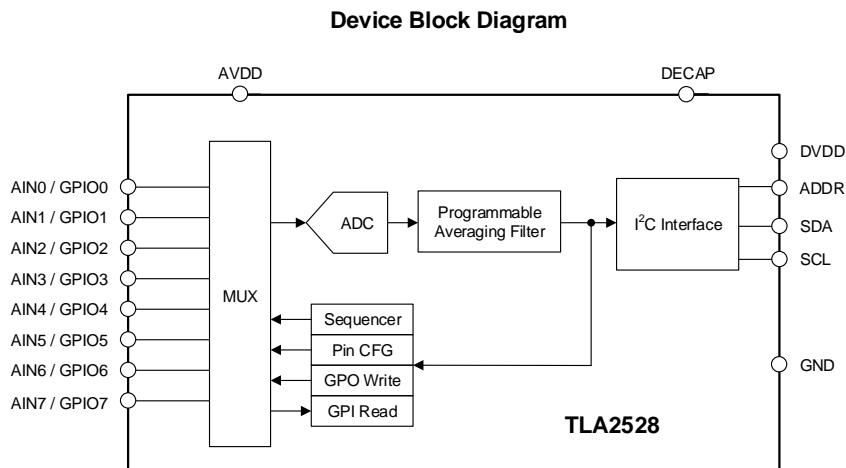 Device Block Diagram
AVDD
DECAP
DVDD
AIN0 / GPIO0
ADDR
AIN1 / GPIO1
ADC
Programmable
Averaging Filter
I²C Interface
SDA
AIN2 / GPIO2
SCL
AIN3 / GPIO3
MUX
AIN4 / GPIO4
Sequencer
AIN5 / GPIO5
Pin CFG
AIN6 / GPIO6
GPO Write
GND
AIN7 / GPIO7
GPI Read
TLA2528